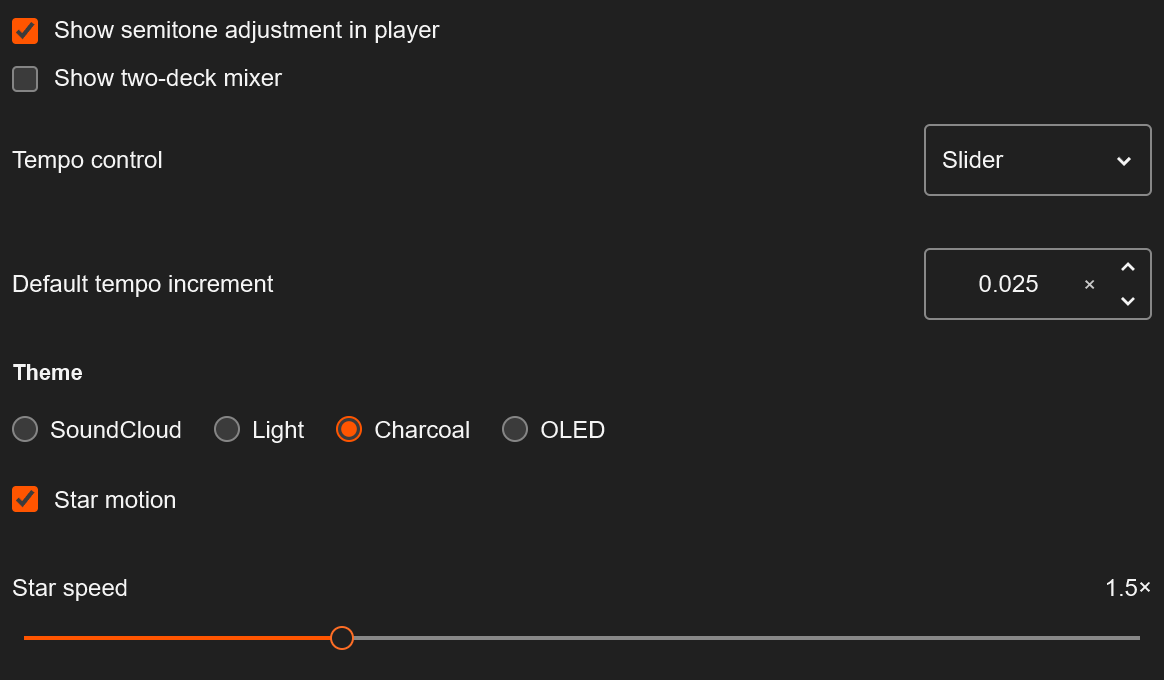 Show semitone adjustment in player
Show two-deck mixer
Tempo control
Slider
Default tempo increment
0.025 ×
Theme
SoundCloud Light Charcoal OLED
Star motion
Star speed
1.5×